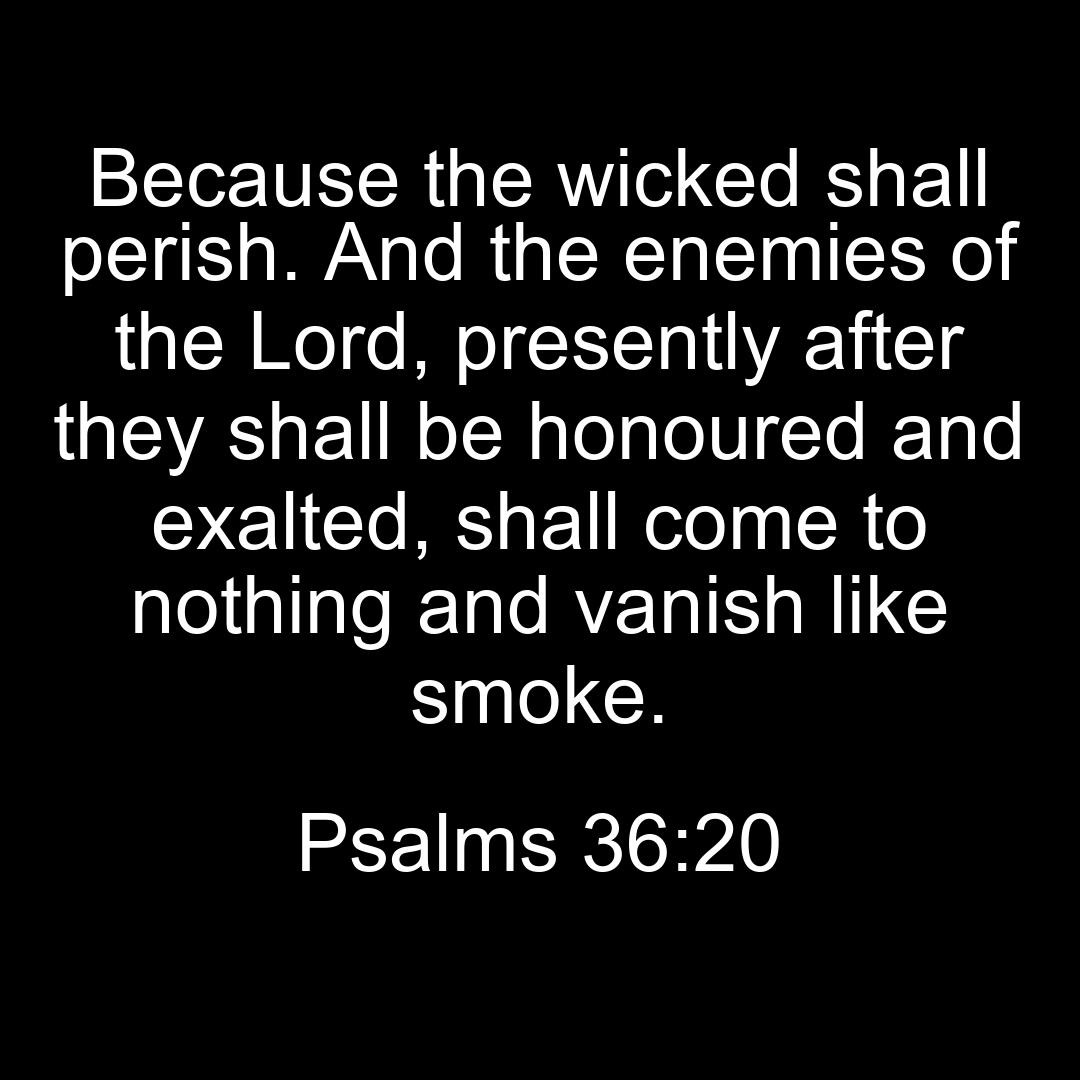 Because the wicked shall
perish. And the enemies of
the Lord, presently after
they shall be honoured and
exalted, shall come to
nothing and vanish like
smoke.
Psalms 36:20